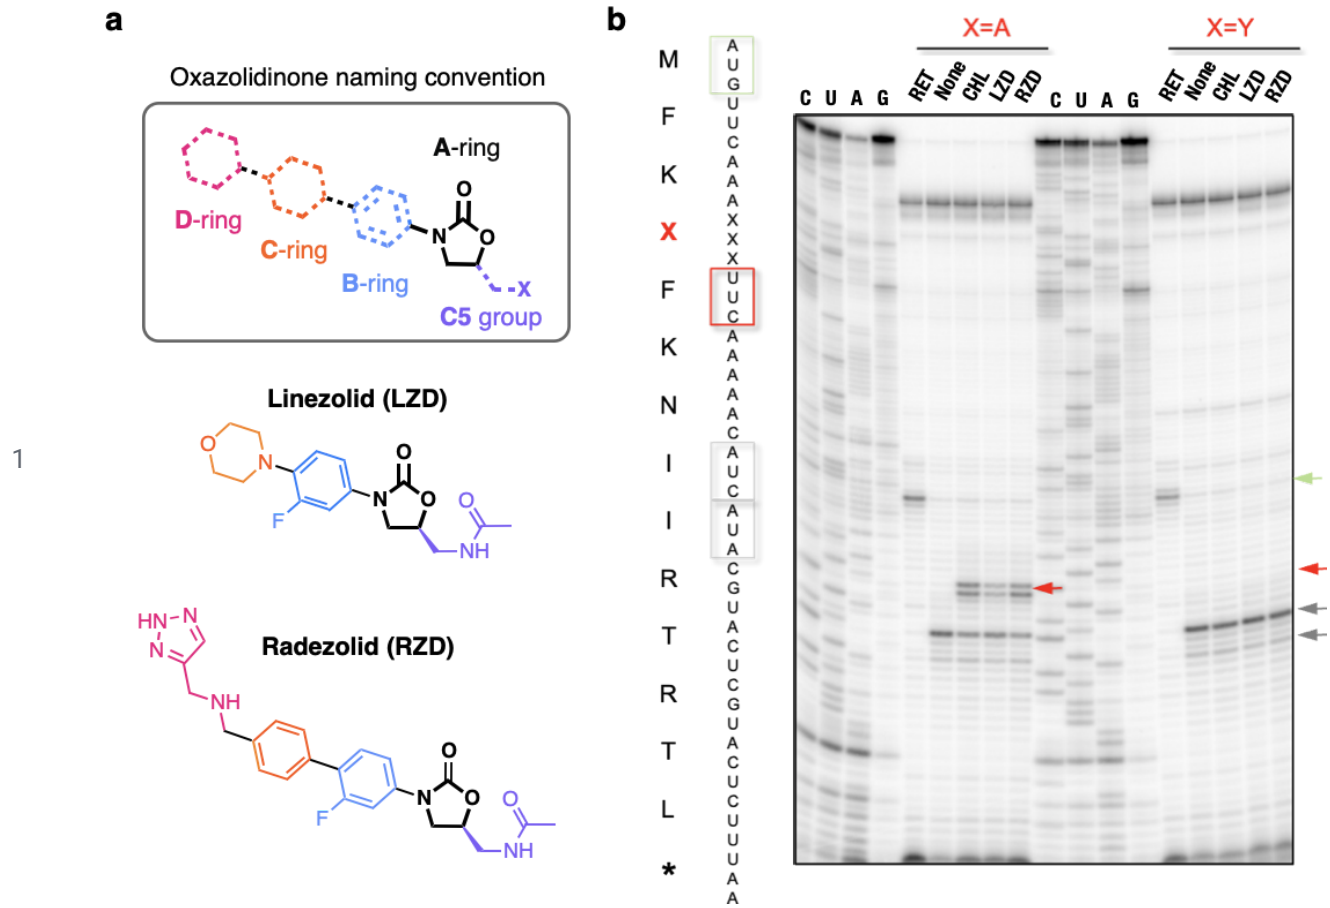 a
Oxazolidinone naming convention
A-ring
O
N
O
D-ring
C-ring
B-ring
X
C5 group
Linezolid (LZD)
O
N
F
O
N
O
O
NH
1
Radezolid (RZD)
HN
N
N
NH
F
O
N
O
O
NH
b
M
F
K
X
F
K
N
I
I
R
T
R
T
L
*
A
U
G
U
U
C
A
A
A
X
X
X
U
U
C
A
A
A
A
A
C
A
U
C
A
U
A
C
G
U
A
C
U
C
G
U
A
C
U
C
U
U
U
A
A
X=A
X=Y
C U A G RET None CHL LZD RZD C U A G RET None CHL LZD RZD